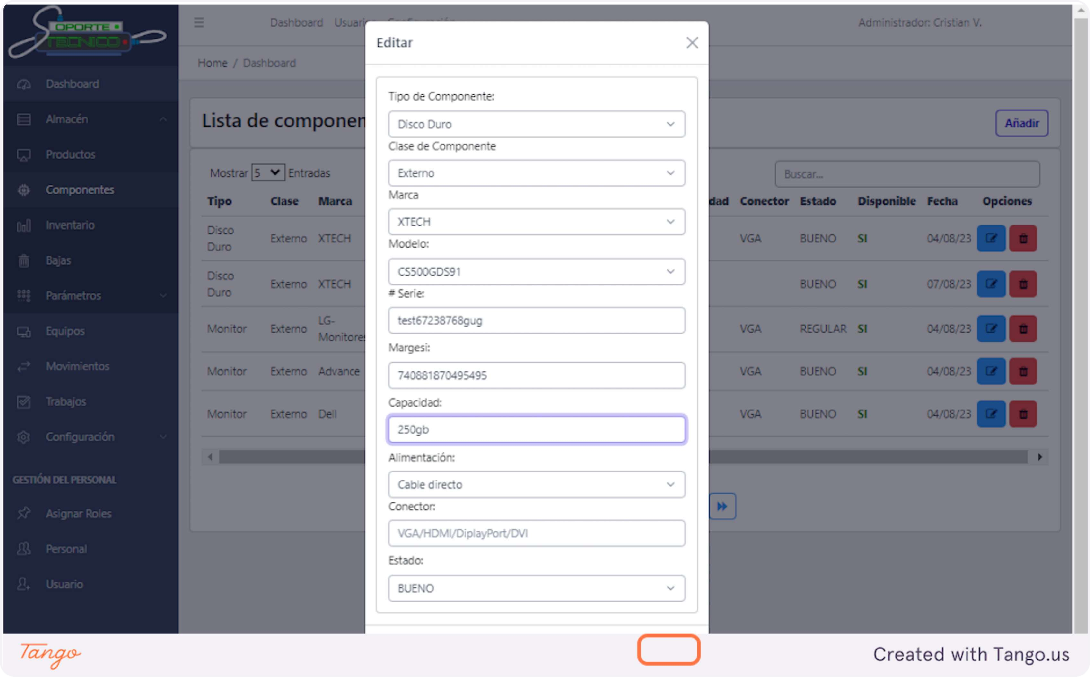 SOPORTE
TECNICO
Dashboard
Almacén
Productos
Componentes
Inventario
Bajas
Parámetros
Equipos
Movimientos
Trabajos
Configuración
GESTIÓN DEL PERSONAL
Asignar Roles
Personal
Usuario
Dashboard Usuarios Configuración
Administrador: Cristian V.
Home / Dashboard
Lista de componen
Añadir
Mostrar 5 Entradas
Buscar...
Tipo Clase Marca dad Conector Estado Disponible Fecha Opciones
Disco Duro Externo XTECH VGA BUENO SI 04/08/23
Disco Duro Externo XTECH BUENO SI 07/08/23
Monitor Externo LG-Monitores VGA REGULAR SI 04/08/23
Monitor Externo Advance VGA BUENO SI 04/08/23
Monitor Externo Dell VGA BUENO SI 04/08/23
Editar
Tipo de Componente:
Disco Duro
Clase de Componente
Externo
Marca
XTECH
Modelo:
CS500GDS91
# Serie:
test67238768gug
Margesi:
740881870495495
Capacidad:
250gb
Alimentación:
Cable directo
Conector:
VGA/HDMI/DiplayPort/DVI
Estado:
BUENO
Tango
Created with Tango.us